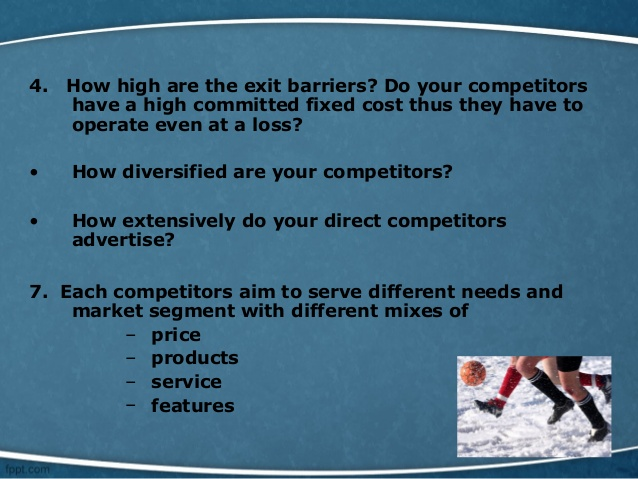 4. How high are the exit barriers? Do your competitors
have a high committed fixed cost thus they have to
operate even at a loss?
• How diversified are your competitors?
• How extensively do your direct competitors
advertise?
7. Each competitors aim to serve different needs and
market segment with different mixes of
– price
– products
– service
– features
fppt.com